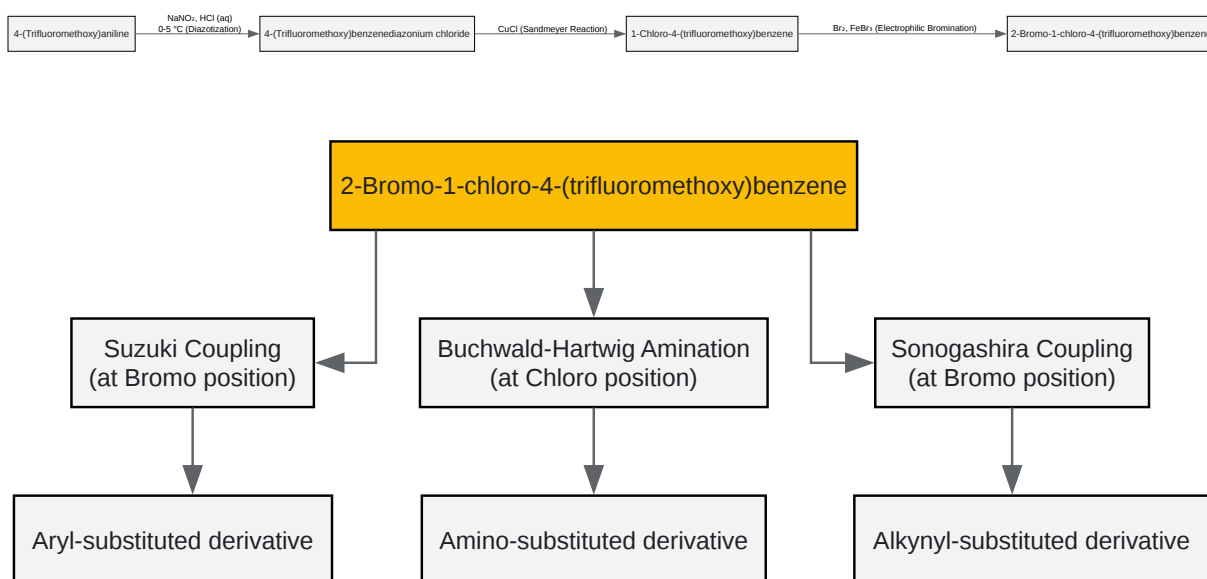 4-(Trifluoromethoxy)aniline
NaNO₂, HCl (aq)
0-5 °C (Diazotization)
4-(Trifluoromethoxy)benzenediazonium chloride
CuCl (Sandmeyer Reaction)
1-Chloro-4-(trifluoromethoxy)benzene
Br₂, FeBr₃ (Electrophilic Bromination)
2-Bromo-1-chloro-4-(trifluoromethoxy)benzene
2-Bromo-1-chloro-4-(trifluoromethoxy)benzene
Suzuki Coupling
(at Bromo position)
Buchwald-Hartwig Amination
(at Chloro position)
Sonogashira Coupling
(at Bromo position)
Aryl-substituted derivative
Amino-substituted derivative
Alkynyl-substituted derivative